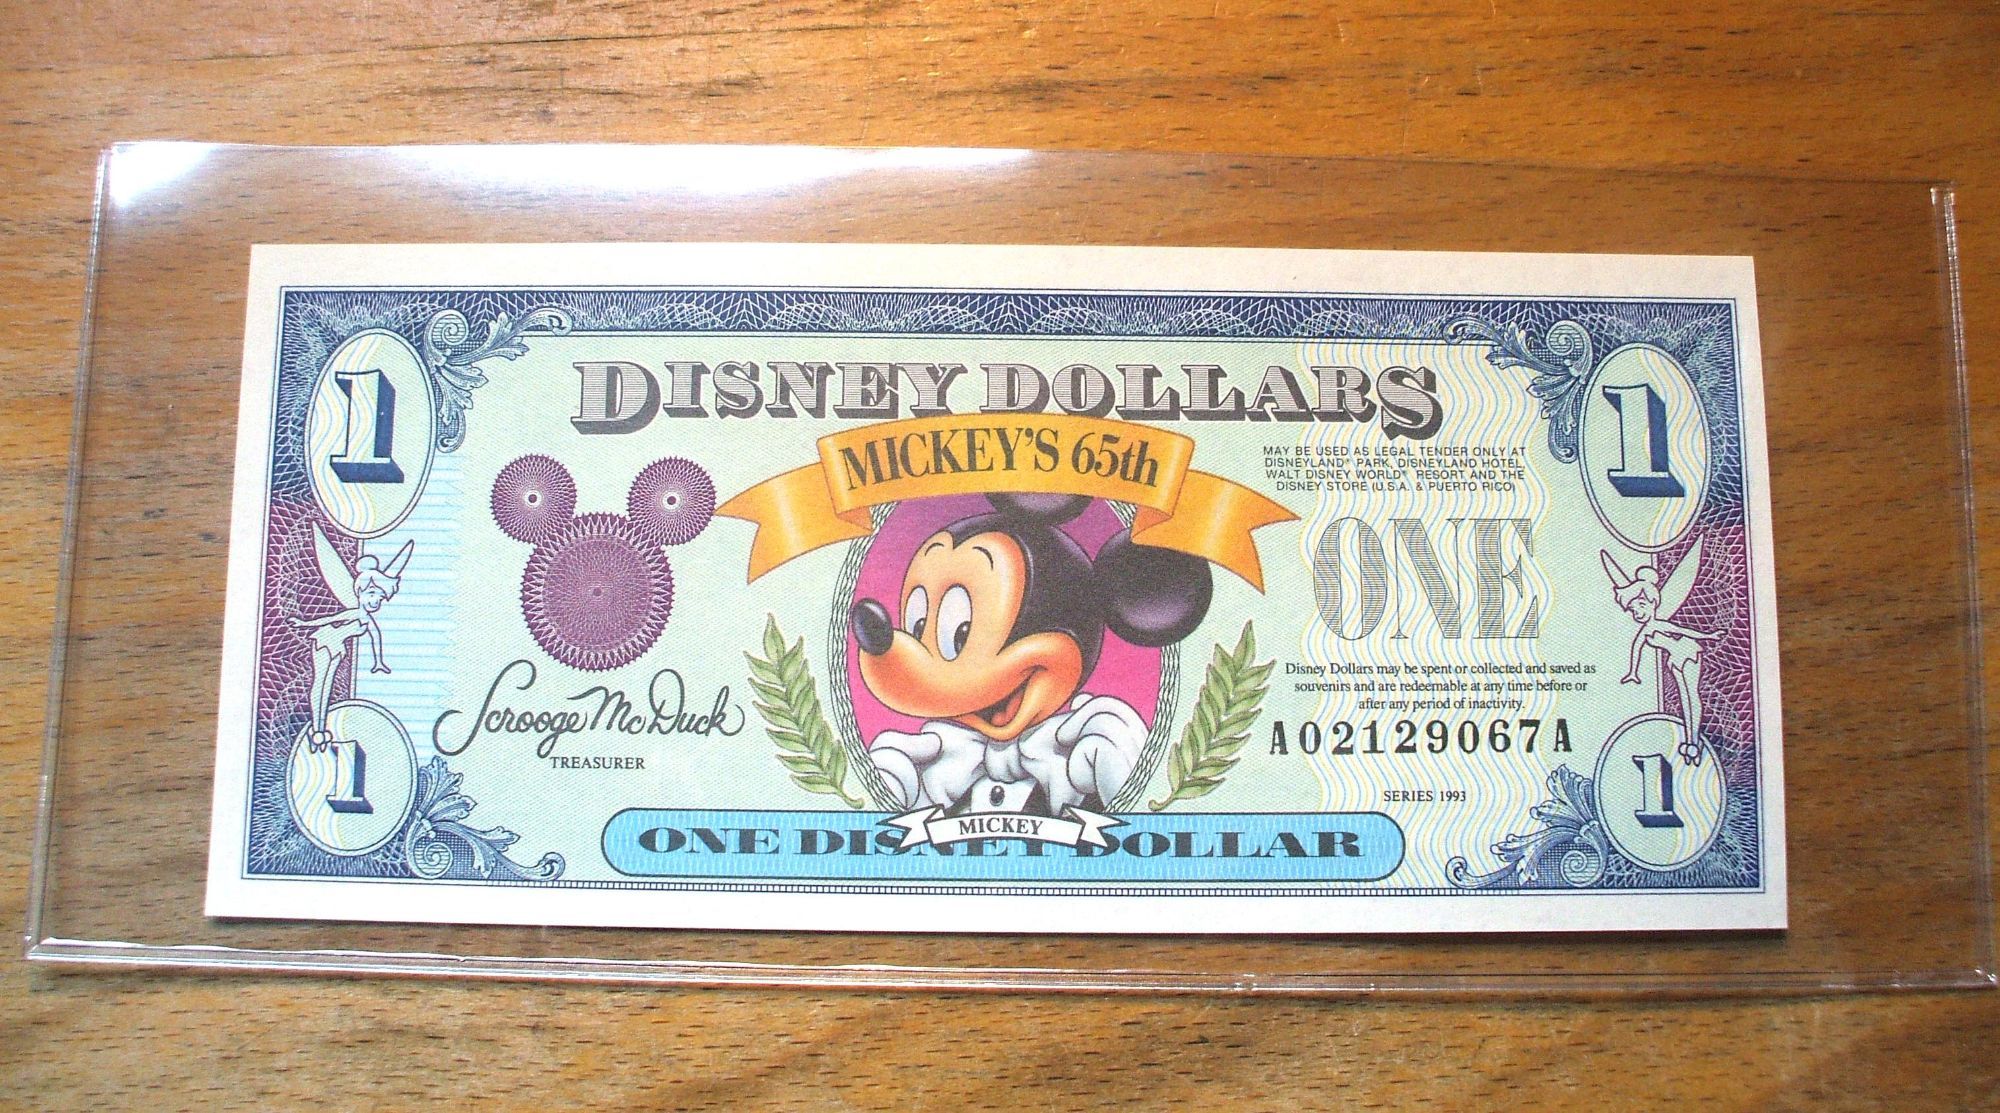 1
DISNEY DOLLARS
1
MICKEY'S 65th
MAY BE USED AS LEGAL TENDER ONLY AT
DISNEYLAND® PARK, DISNEYLAND HOTEL,
WALT DISNEY WORLD® RESORT AND THE
DISNEY STORE (U.S.A. & PUERTO RICO)
ONE
Disney Dollars may be spent or collected and saved as
souvenirs and are redeemable at any time before or
after any period of inactivity.
Scrooge McDuck
TREASURER
A02129067A
SERIES 1993
1
MICKEY
ONE DISNEY DOLLAR
1